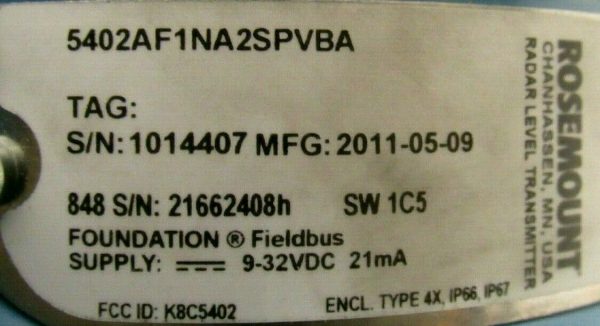 5402AF1NA2SPVBA
TAG:
S/N: 1014407 MFG: 2011-05-09
848 S/N: 21662408h SW 1C5
FOUNDATION ® Fieldbus
SUPPLY: 9-32VDC 21mA
FCC ID: K8C5402 ENCL. TYPE 4X, IP66, IP67
ROSEMOUNT
CHANHASSEN, MN, USA
RADAR LEVEL TRANSMITTER